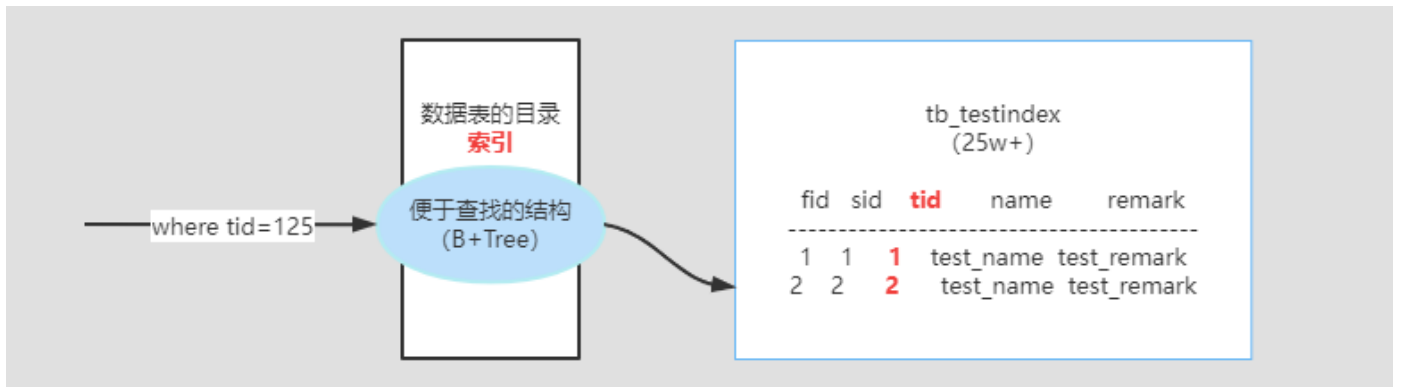 where tid=125
数据表的目录
索引
便于查找的结构
(B+Tree)
tb_testindex
(25w+)
fid sid tid name remark
------------------------------------------
1 1 1 test_name test_remark
2 2 2 test_name test_remark